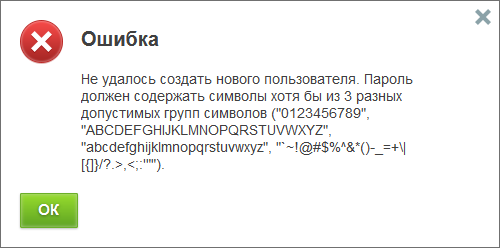 Ошибка
Не удалось создать нового пользователя. Пароль
должен содержать символы хотя бы из 3 разных
допустимых групп символов ("0123456789",
"ABCDEFGHIJKLMNOPQRSTUVWXYZ",
"abcdefghijklmnopqrstuvwxyz", "`~!@#$%^&*()-_=+\|
[{]}/?.>,<;:'"").
ОК